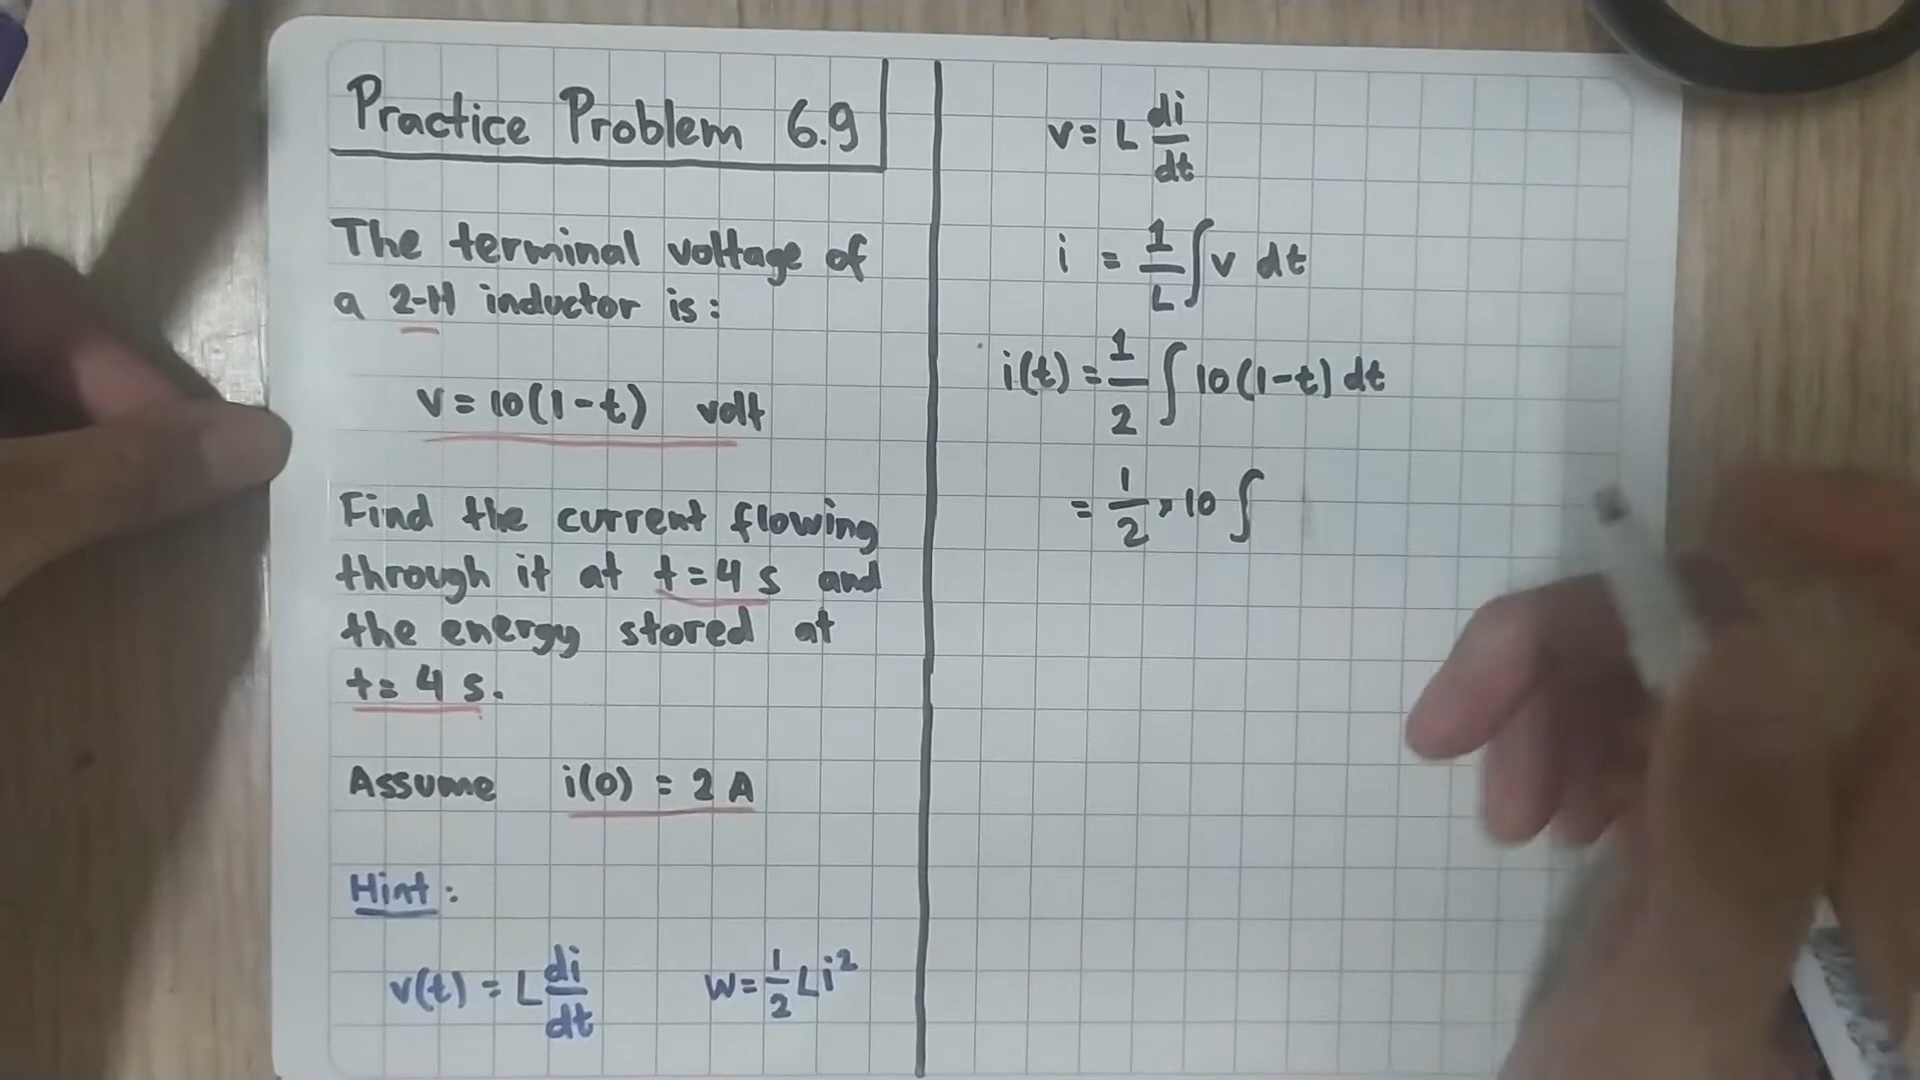 Practice Problem 6.9
The terminal voltage of
a 2-H inductor is:
v = 10(1-t) volt
Find the current flowing
through it at t=4 s and
the energy stored at
t= 4 s.
Assume i(0) = 2 A
Hint:
v(t) = L di/dt w = 1/2 Li²
v = L di/dt
i = 1/L ∫ v dt
i(t) = 1/2 ∫ 10(1-t) dt
= 1/2 × 10 ∫